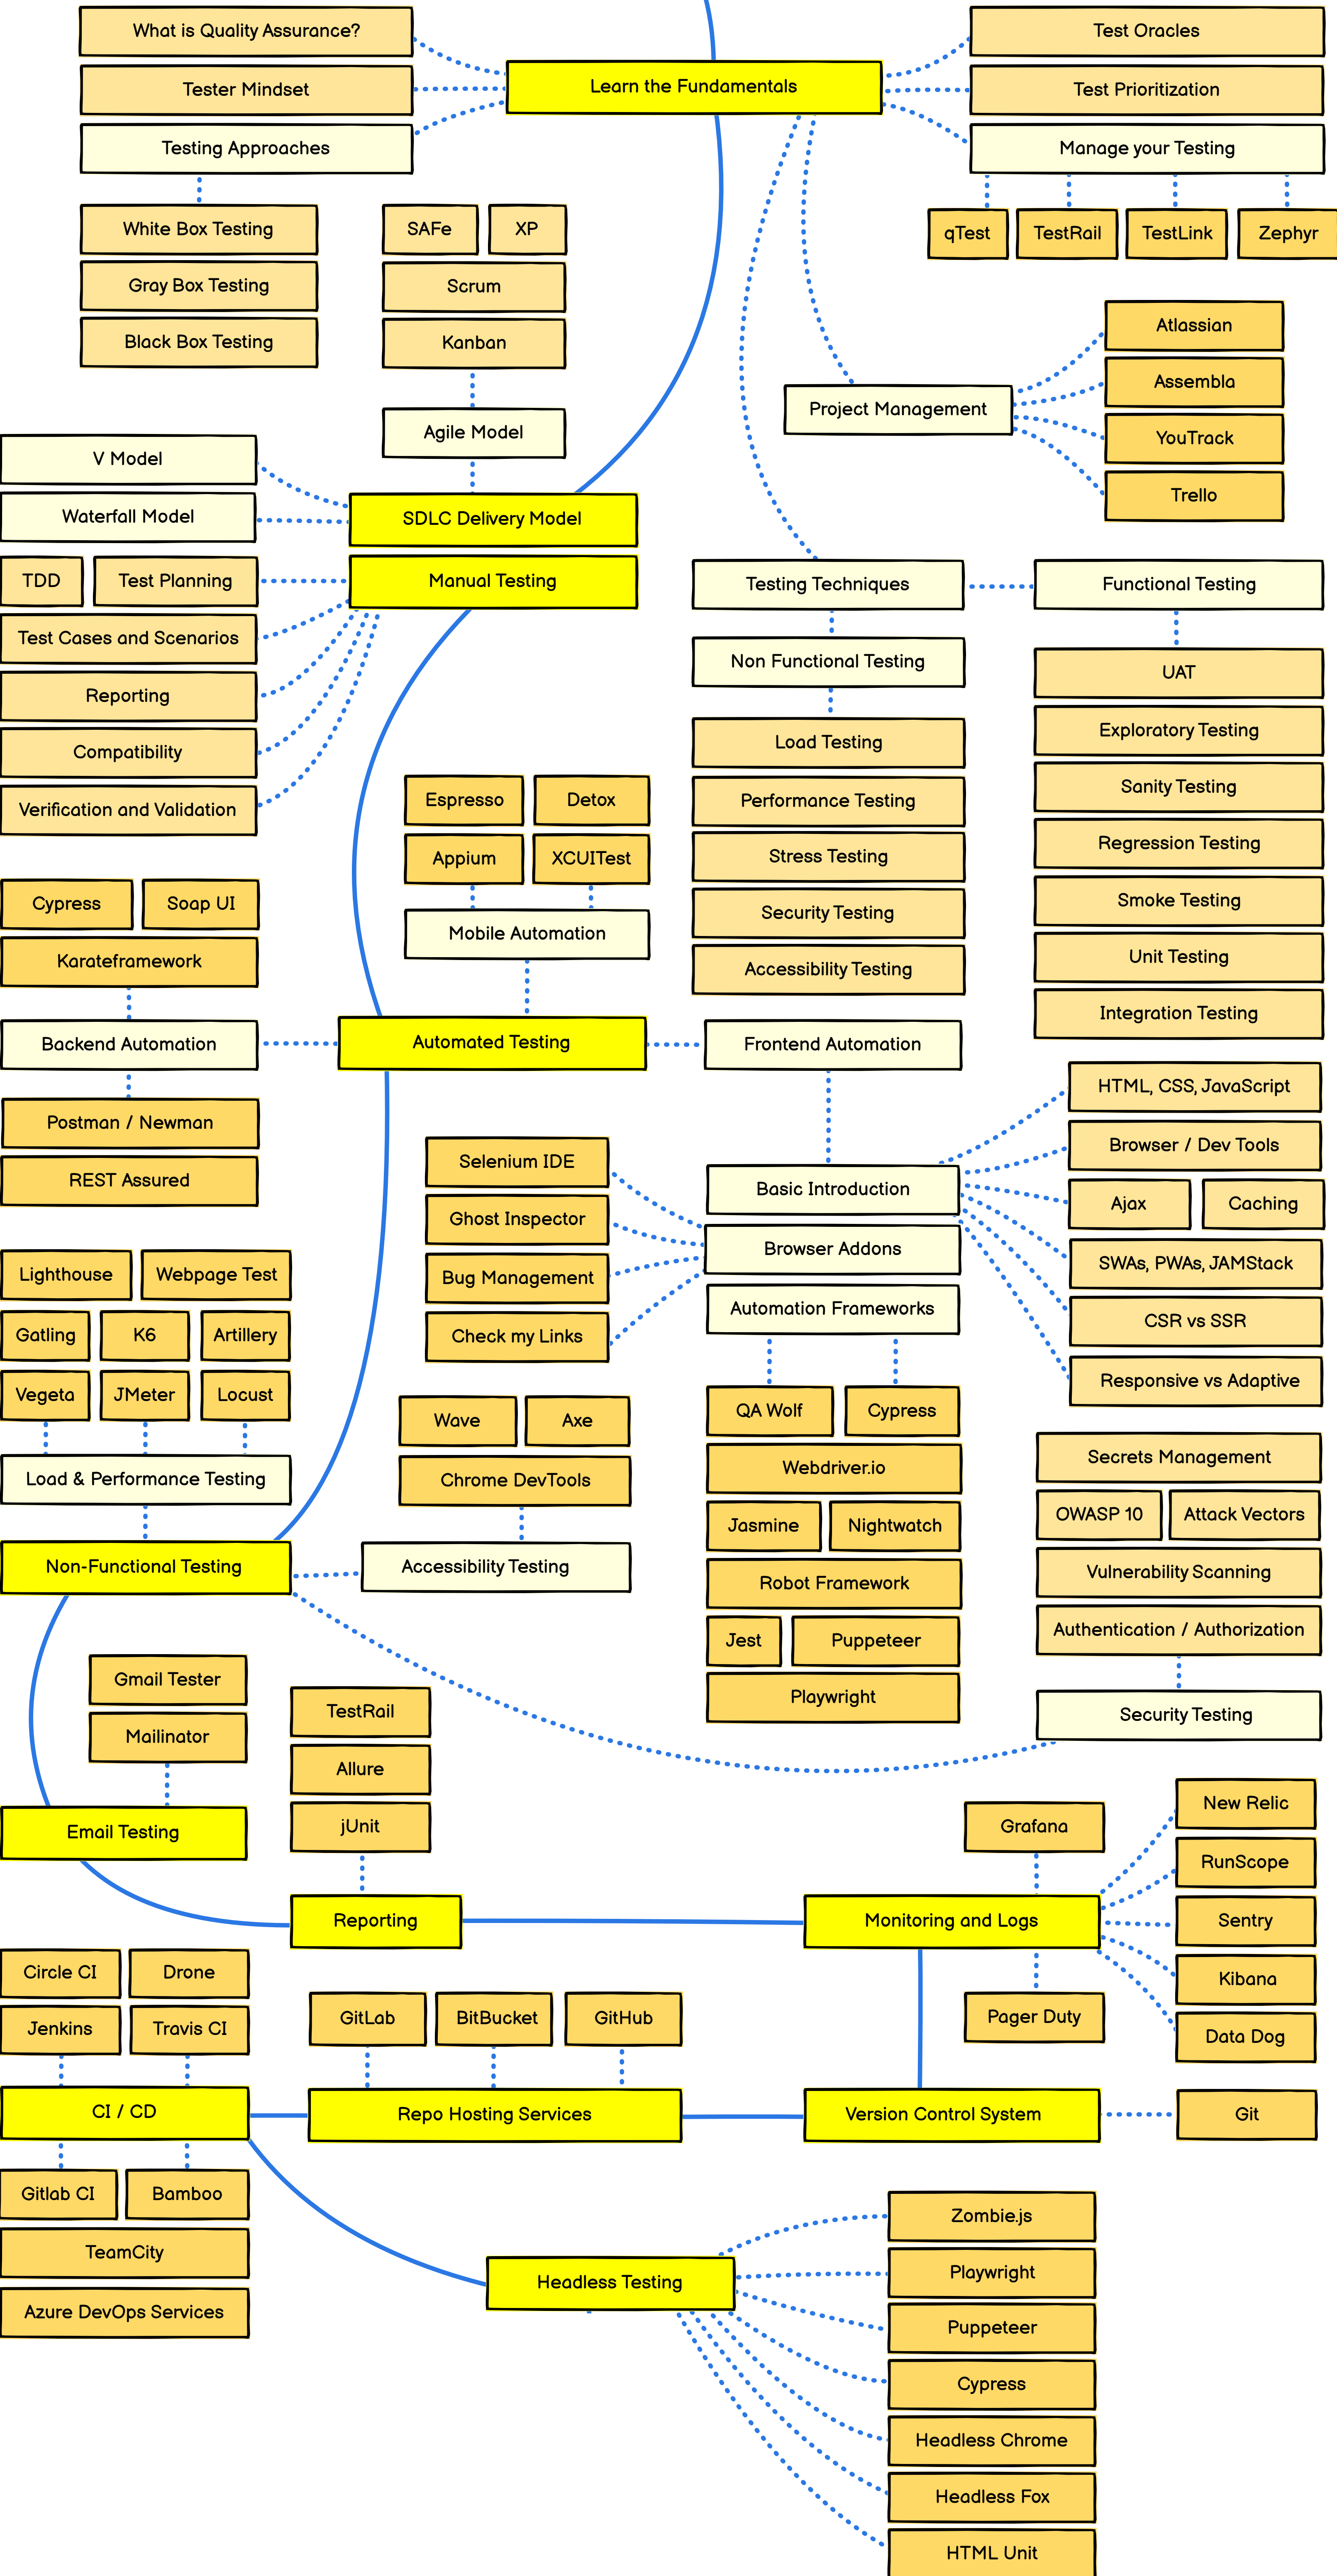 What is Quality Assurance?
Tester Mindset
Testing Approaches
Learn the Fundamentals
Test Oracles
Test Prioritization
Manage your Testing
qTest
TestRail
TestLink
Zephyr
White Box Testing
Gray Box Testing
Black Box Testing
SAFe
XP
Scrum
Kanban
Agile Model
Atlassian
Assembla
YouTrack
Trello
Project Management
V Model
Waterfall Model
SDLC Delivery Model
TDD
Test Planning
Manual Testing
Test Cases and Scenarios
Reporting
Compatibility
Verification and Validation
Testing Techniques
Functional Testing
Non Functional Testing
Load Testing
Performance Testing
Stress Testing
Security Testing
Accessibility Testing
UAT
Exploratory Testing
Sanity Testing
Regression Testing
Smoke Testing
Unit Testing
Integration Testing
Espresso
Detox
Appium
XCUITest
Mobile Automation
Cypress
Soap UI
Karateframework
Backend Automation
Automated Testing
Frontend Automation
Postman / Newman
REST Assured
HTML, CSS, JavaScript
Browser / Dev Tools
Ajax
Caching
SWAs, PWAs, JAMStack
CSR vs SSR
Responsive vs Adaptive
Selenium IDE
Ghost Inspector
Bug Management
Check my Links
Basic Introduction
Browser Addons
Automation Frameworks
QA Wolf
Cypress
Webdriver.io
Jasmine
Nightwatch
Robot Framework
Jest
Puppeteer
Playwright
Lighthouse
Webpage Test
Gatling
K6
Artillery
Vegeta
JMeter
Locust
Load & Performance Testing
Wave
Axe
Chrome DevTools
Non-Functional Testing
Accessibility Testing
Secrets Management
OWASP 10
Attack Vectors
Vulnerability Scanning
Authentication / Authorization
Security Testing
Gmail Tester
Mailinator
Email Testing
TestRail
Allure
jUnit
Reporting
Grafana
Monitoring and Logs
Pager Duty
New Relic
RunScope
Sentry
Kibana
Data Dog
Circle CI
Drone
Jenkins
Travis CI
CI / CD
GitLab
BitBucket
GitHub
Repo Hosting Services
Version Control System
Git
Gitlab CI
Bamboo
TeamCity
Azure DevOps Services
Headless Testing
Zombie.js
Playwright
Puppeteer
Cypress
Headless Chrome
Headless Fox
HTML Unit